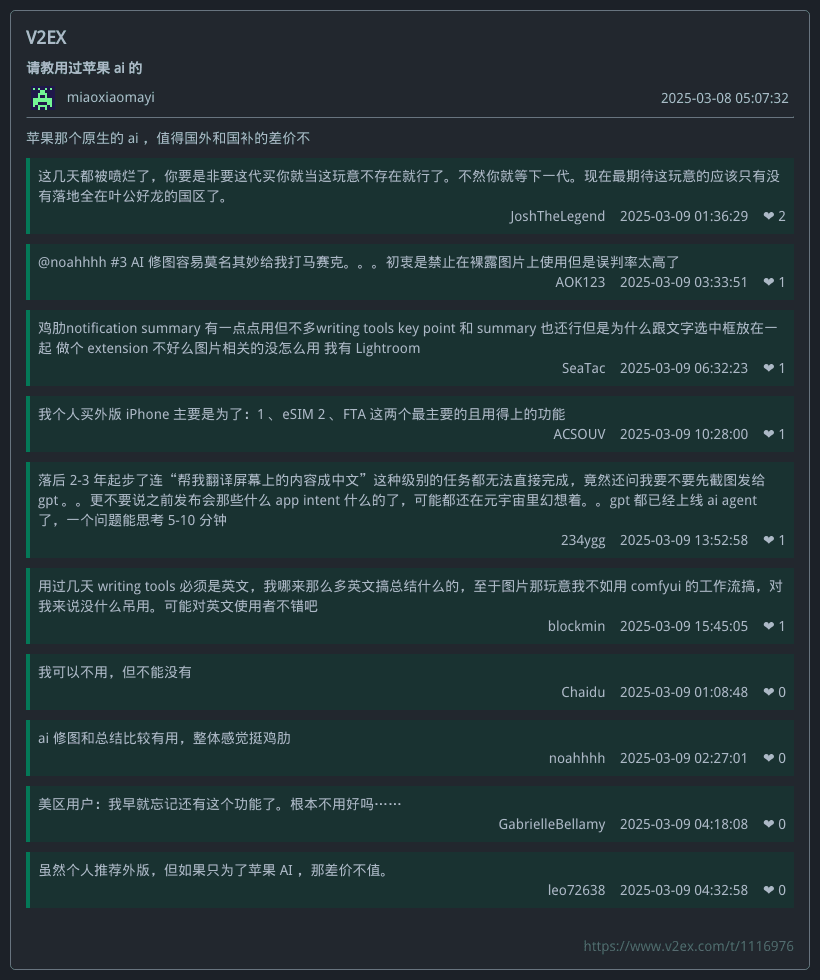 V2EX
请教用过苹果 ai 的
miaoxiaomayi 2025-03-08 05:07:32
苹果那个原生的 ai ，值得国外和国补的差价不
这几天都被喷烂了，你要是非要这代买你就当这玩意不存在就行了。不然你就等下一代。现在最期待这玩意的应该只有没
有落地全在叶公好龙的国区了。
JoshTheLegend 2025-03-09 01:36:29 ❤ 2
@noahhhh #3 AI 修图容易莫名其妙给我打马赛克。。。初衷是禁止在裸露图片上使用但是误判率太高了
AOK123 2025-03-09 03:33:51 ❤ 1
鸡肋notification summary 有一点点用但不多writing tools key point 和 summary 也还行但是为什么跟文字选中框放在一
起 做个 extension 不好么图片相关的没怎么用 我有 Lightroom
SeaTac 2025-03-09 06:32:23 ❤ 1
我个人买外版 iPhone 主要是为了：1 、eSIM 2 、FTA 这两个最主要的且用得上的功能
ACSOUV 2025-03-09 10:28:00 ❤ 1
落后 2-3 年起步了连“帮我翻译屏幕上的内容成中文”这种级别的任务都无法直接完成，竟然还问我要不要先截图发给
gpt 。。更不要说之前发布会那些什么 app intent 什么的了，可能都还在元宇宙里幻想着。。gpt 都已经上线 ai agent
了，一个问题能思考 5-10 分钟
234ygg 2025-03-09 13:52:58 ❤ 1
用过几天 writing tools 必须是英文，我哪来那么多英文搞总结什么的，至于图片那玩意我不如用 comfyui 的工作流搞，对
我来说没什么吊用。可能对英文使用者不错吧
blockmin 2025-03-09 15:45:05 ❤ 1
我可以不用，但不能没有
Chaidu 2025-03-09 01:08:48 ❤ 0
ai 修图和总结比较有用，整体感觉挺鸡肋
noahhhh 2025-03-09 02:27:01 ❤ 0
美区用户：我早就忘记还有这个功能了。根本不用好吗……
GabrielleBellamy 2025-03-09 04:18:08 ❤ 0
虽然个人推荐外版，但如果只为了苹果 AI ，那差价不值。
leo72638 2025-03-09 04:32:58 ❤ 0
https://www.v2ex.com/t/1116976